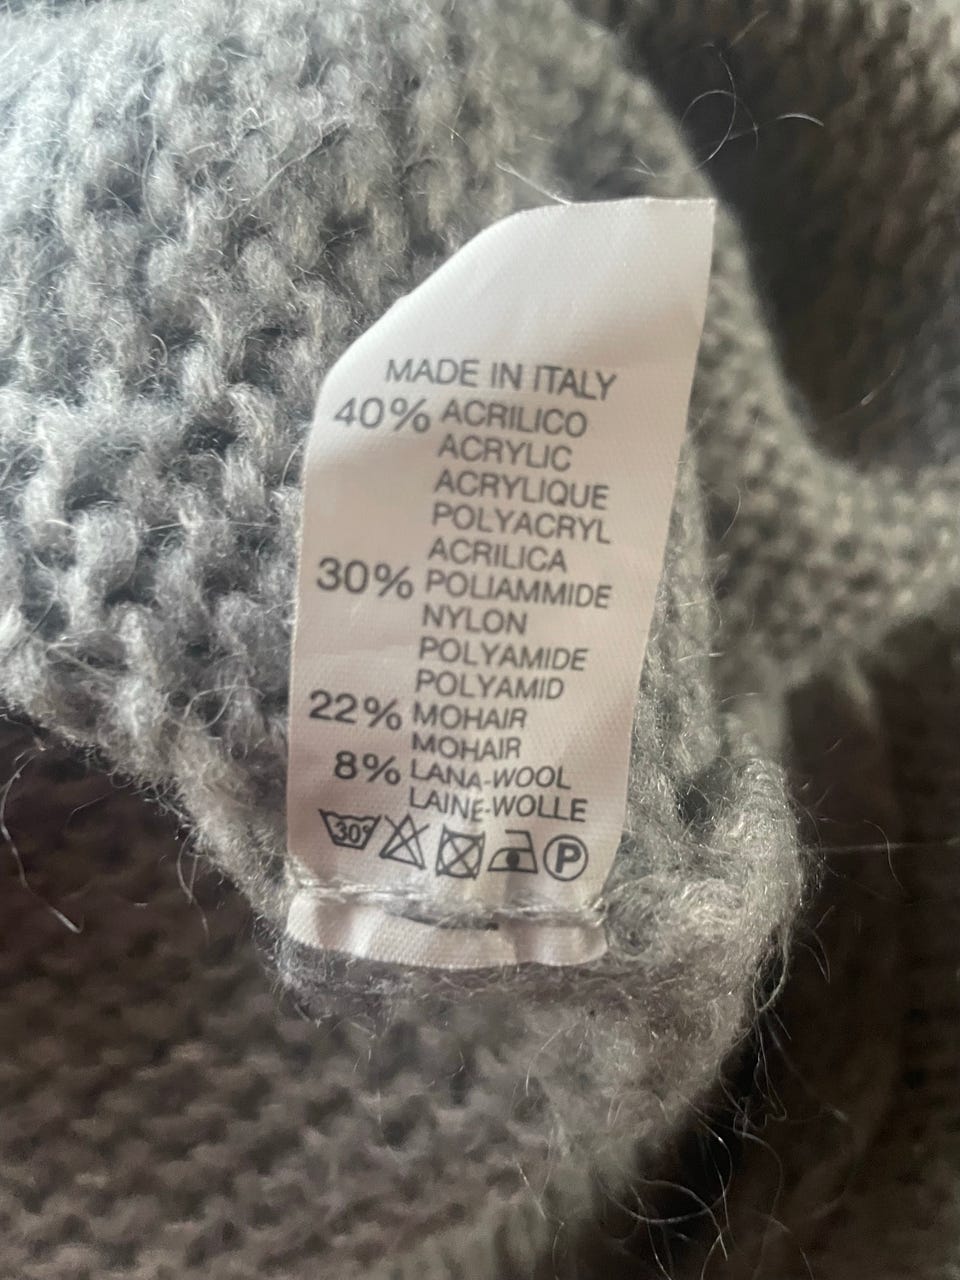 MADE IN ITALY
40% ACRILICO
ACRYLIC
ACRYLIQUE
POLYACRYL
ACRILICA
30% POLIAMMIDE
NYLON
POLYAMIDE
POLYAMID
22% MOHAIR
MOHAIR
8% LANA-WOOL
LAINE-WOLLE
30° P